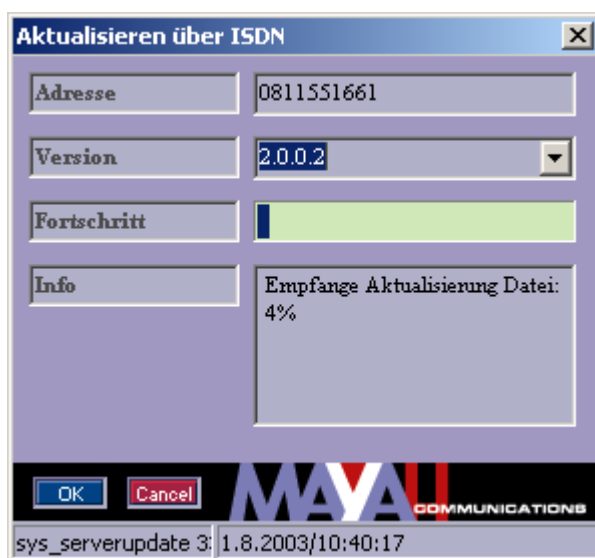 Aktualisieren über ISDN
Adresse 0811551661
Version 2.0.0.2
Fortschritt
Info
Empfange Aktualisierung Datei:
4%
OK Cancel MAYAH COMMUNICATIONS
sys_serverupdate 3 1.8.2003/10:40:17